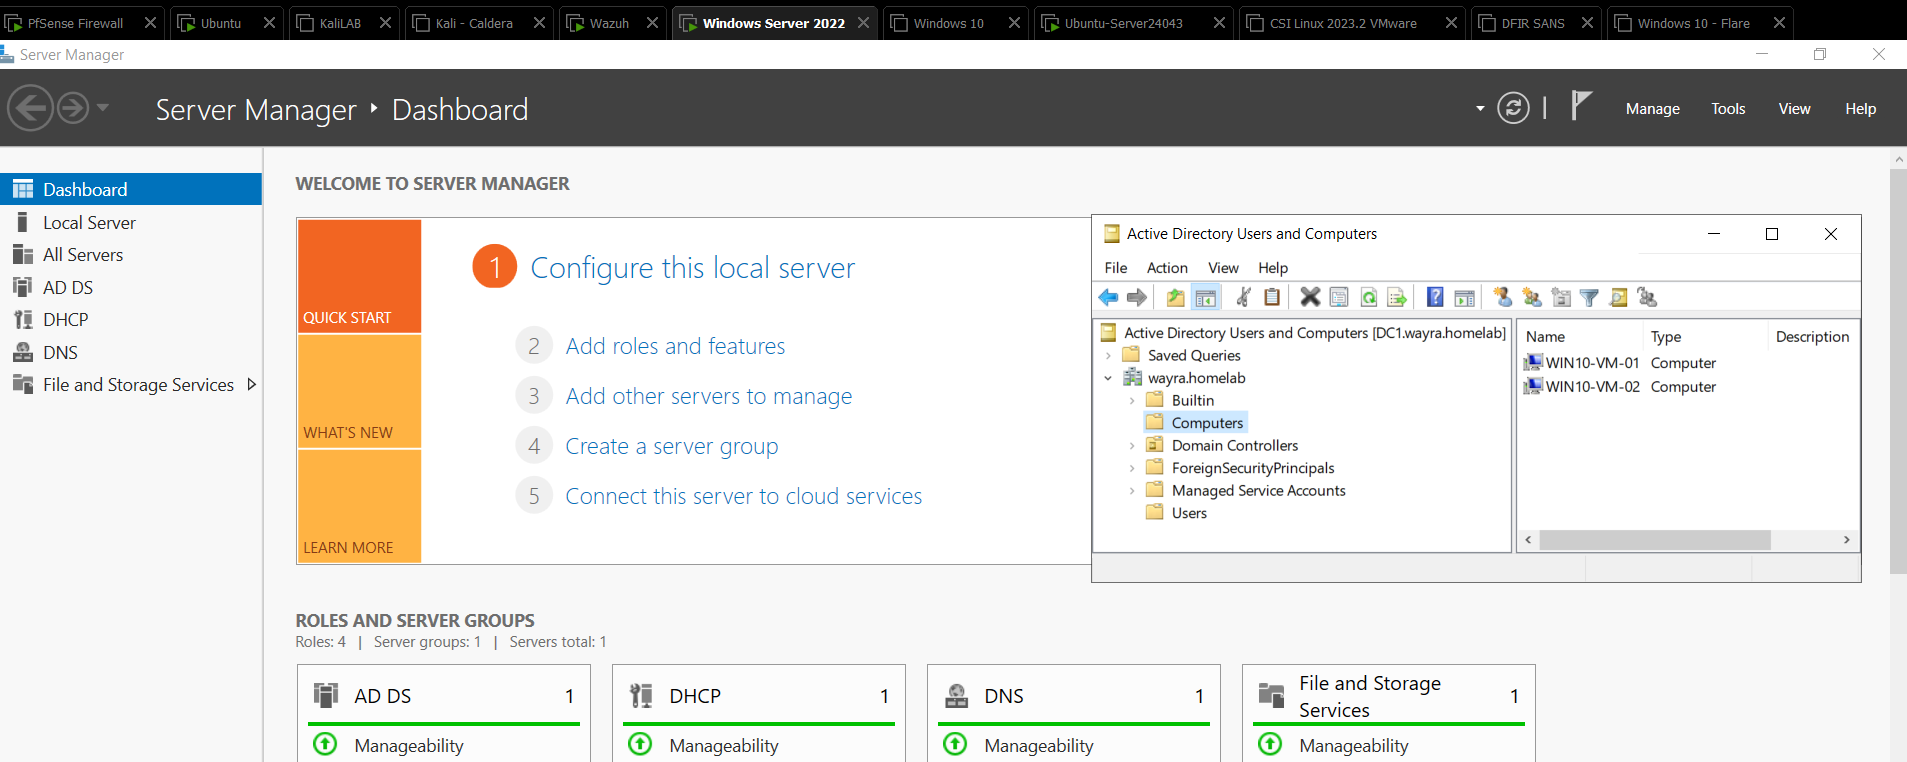 PfSense Firewall
Ubuntu
KaliLAB
Kali - Caldera
Wazuh
Windows Server 2022
Windows 10
Ubuntu-Server24043
CSI Linux 2023.2 VMware
DFIR SANS
Windows 10 - Flare
Server Manager
Server Manager ‣ Dashboard
Manage
Tools
View
Help
Dashboard
Local Server
All Servers
AD DS
DHCP
DNS
File and Storage Services
WELCOME TO SERVER MANAGER
QUICK START
WHAT'S NEW
LEARN MORE
1 Configure this local server
2 Add roles and features
3 Add other servers to manage
4 Create a server group
5 Connect this server to cloud services
Active Directory Users and Computers
File Action View Help
Active Directory Users and Computers [DC1.wayra.homelab]
Saved Queries
wayra.homelab
Builtin
Computers
Domain Controllers
ForeignSecurityPrincipals
Managed Service Accounts
Users
Name Type Description
WIN10-VM-01 Computer
WIN10-VM-02 Computer
ROLES AND SERVER GROUPS
Roles: 4 | Server groups: 1 | Servers total: 1
AD DS 1
Manageability
DHCP 1
Manageability
DNS 1
Manageability
File and Storage
Services 1
Manageability